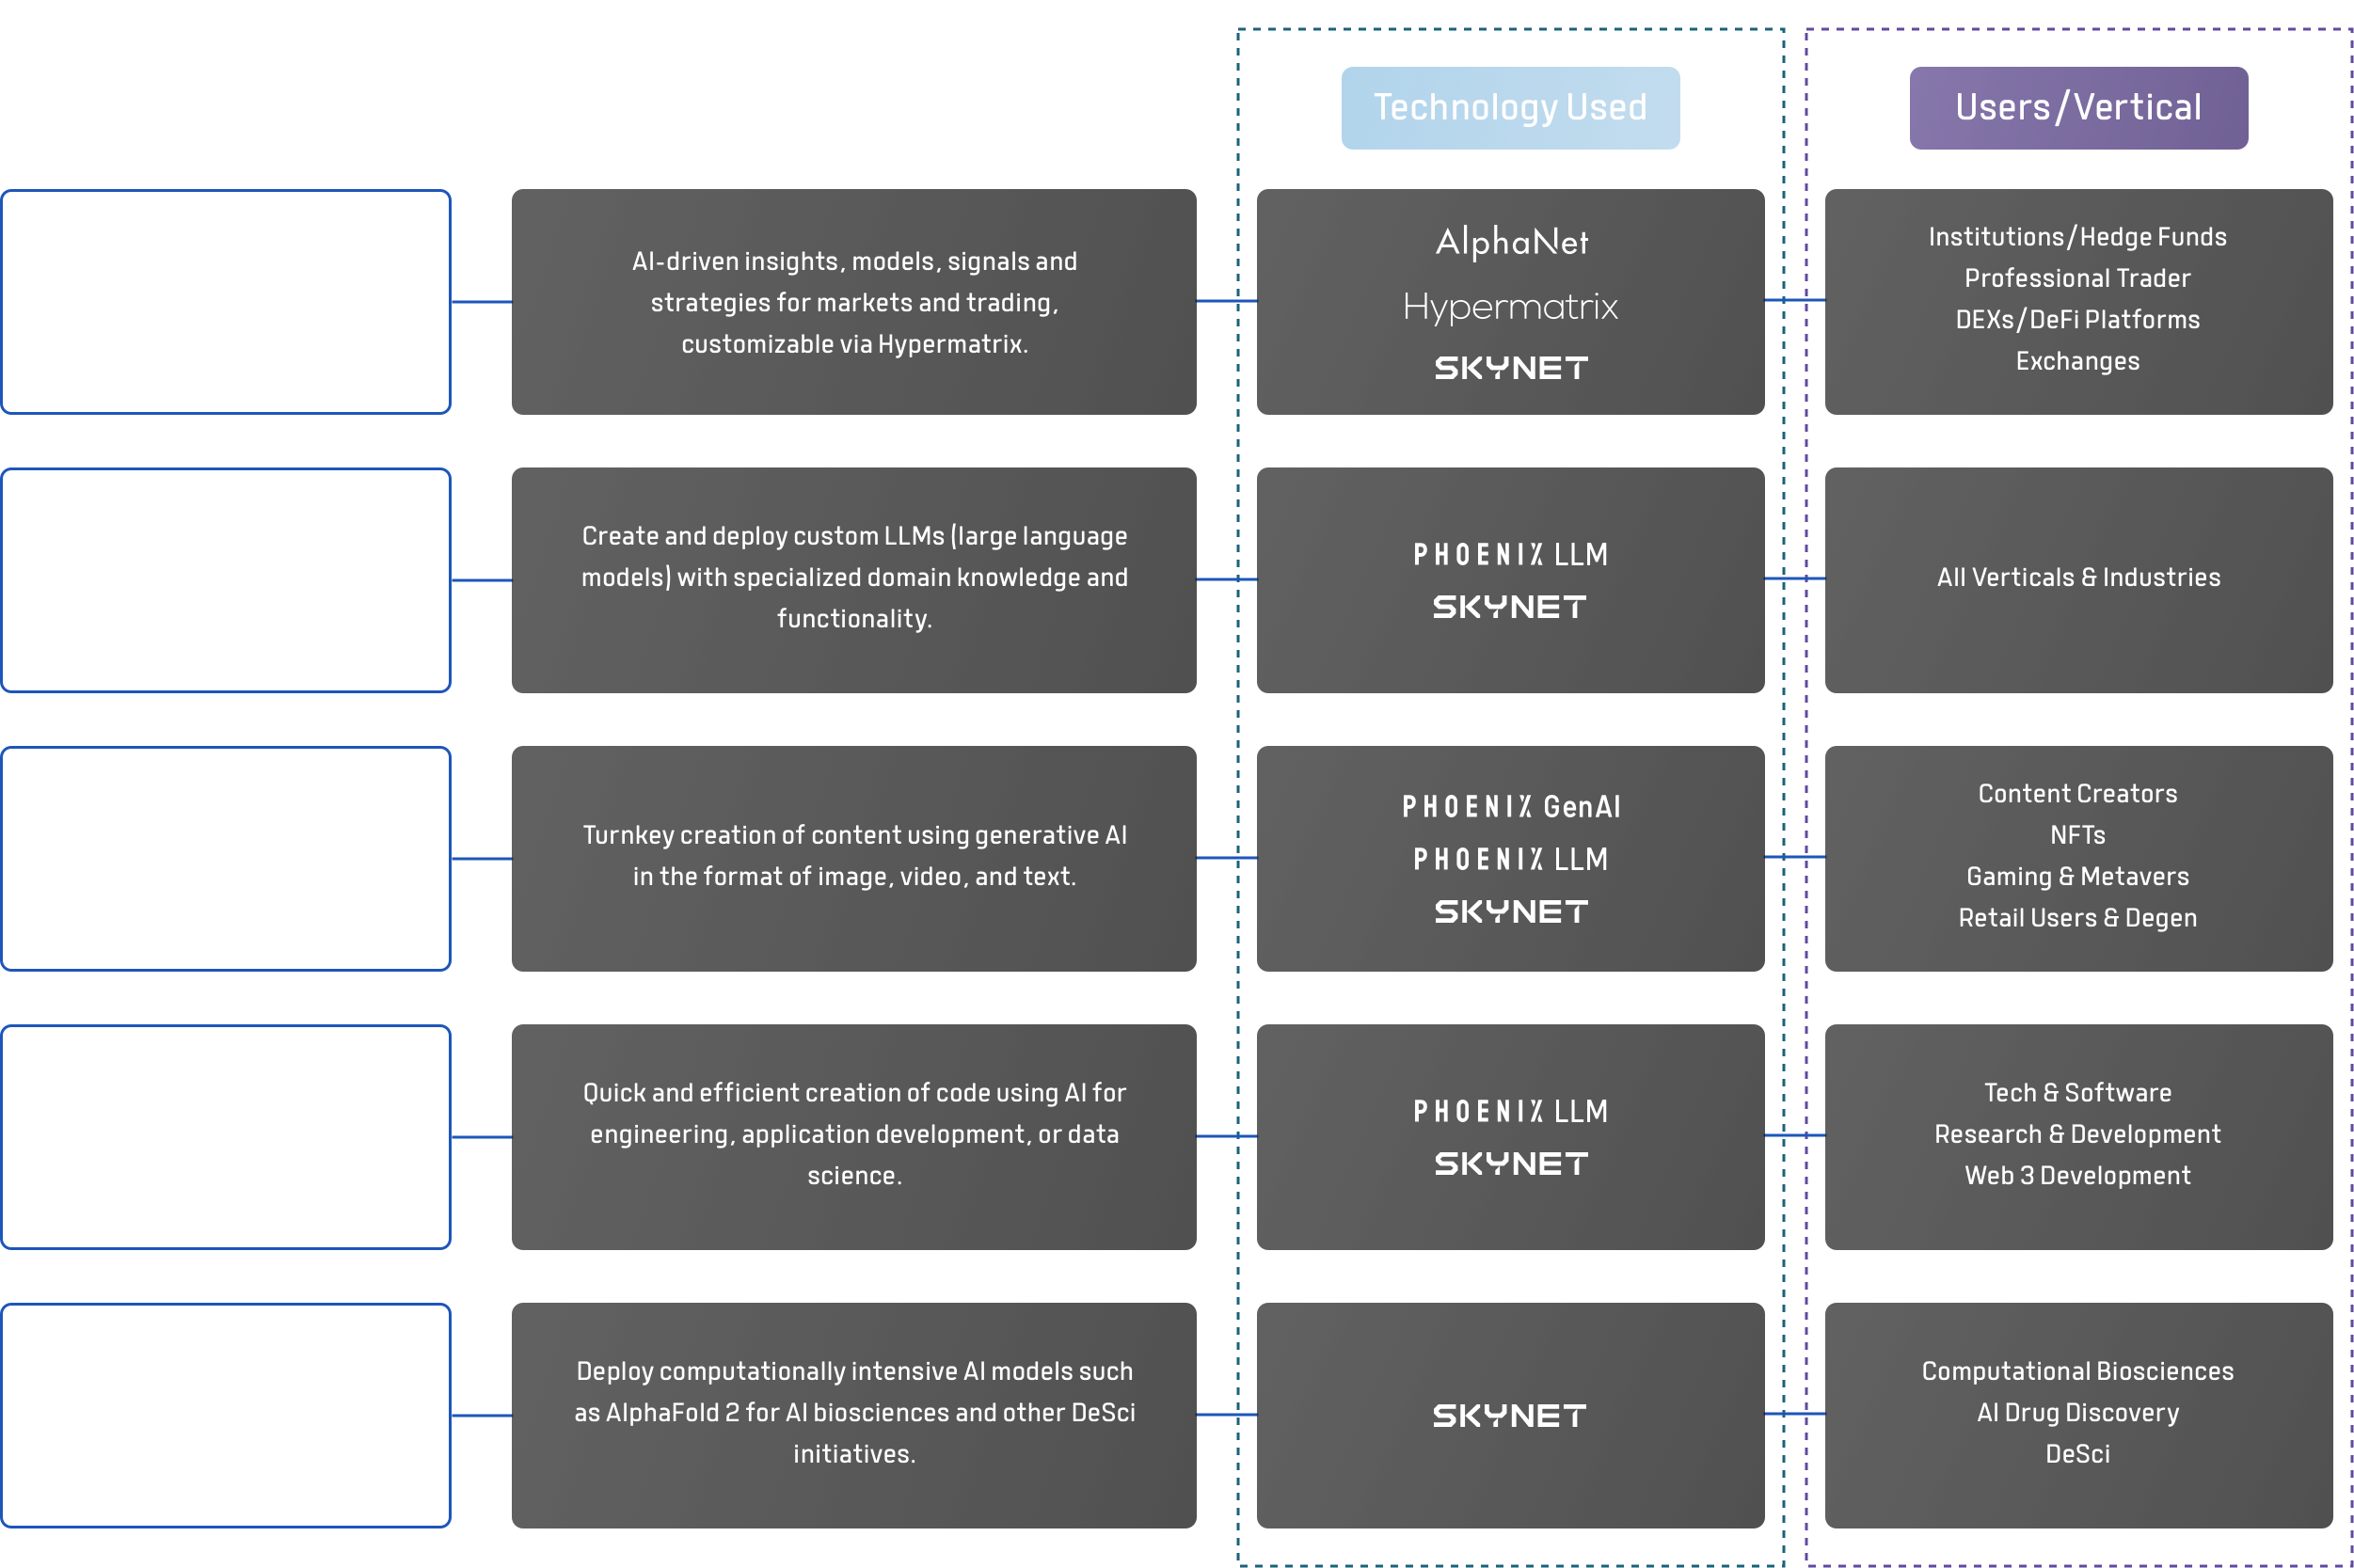 Technology Used
Users/Vertical
AI-driven insights, models, signals and
strategies for markets and trading,
customizable via Hypermatrix.
AlphaNet
Hypermatrix
SKYNET
Institutions/Hedge Funds
Professional Trader
DEXs/DeFi Platforms
Exchanges
Create and deploy custom LLMs (large language
models) with specialized domain knowledge and
functionality.
PHOENIX LLM
SKYNET
All Verticals & Industries
Turnkey creation of content using generative AI
in the format of image, video, and text.
PHOENIX GenAI
PHOENIX LLM
SKYNET
Content Creators
NFTs
Gaming & Metavers
Retail Users & Degen
Quick and efficient creation of code using AI for
engineering, application development, or data
science.
PHOENIX LLM
SKYNET
Tech & Software
Research & Development
Web 3 Development
Deploy computationally intensive AI models such
as AlphaFold 2 for AI biosciences and other DeSci
initiatives.
SKYNET
Computational Biosciences
AI Drug Discovery
DeSci